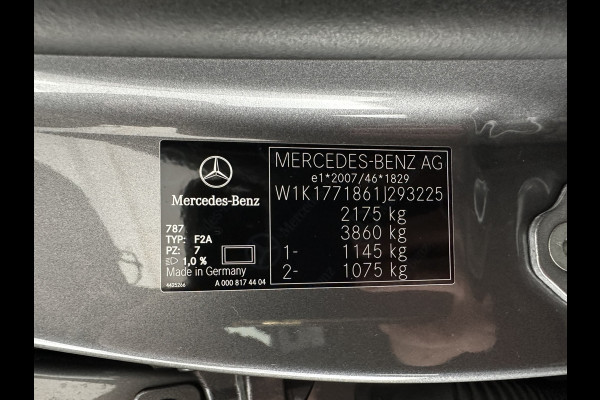 Mercedes-Benz
787
TYP: F2A
PZ: 7
1,0 %
Made in Germany
4425266
A 000 817 44 04
MERCEDES-BENZ AG
e1*2007/46*1829
W1K1771861J293225
2175 kg
3860 kg
1- 1145 kg
2- 1075 kg